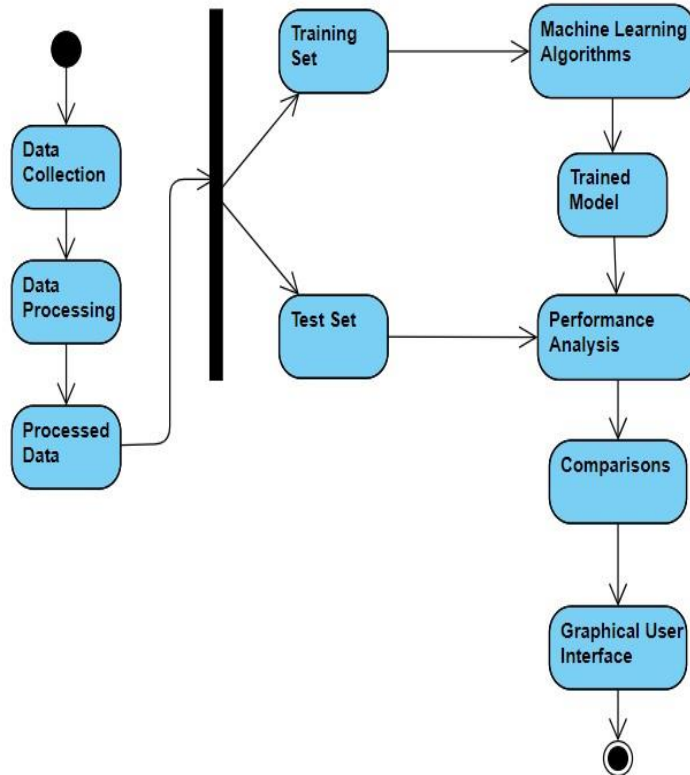 Data
Collection
Data
Processing
Processed
Data
Training
Set
Test Set
Machine Learning
Algorithms
Trained
Model
Performance
Analysis
Comparisons
Graphical User
Interface